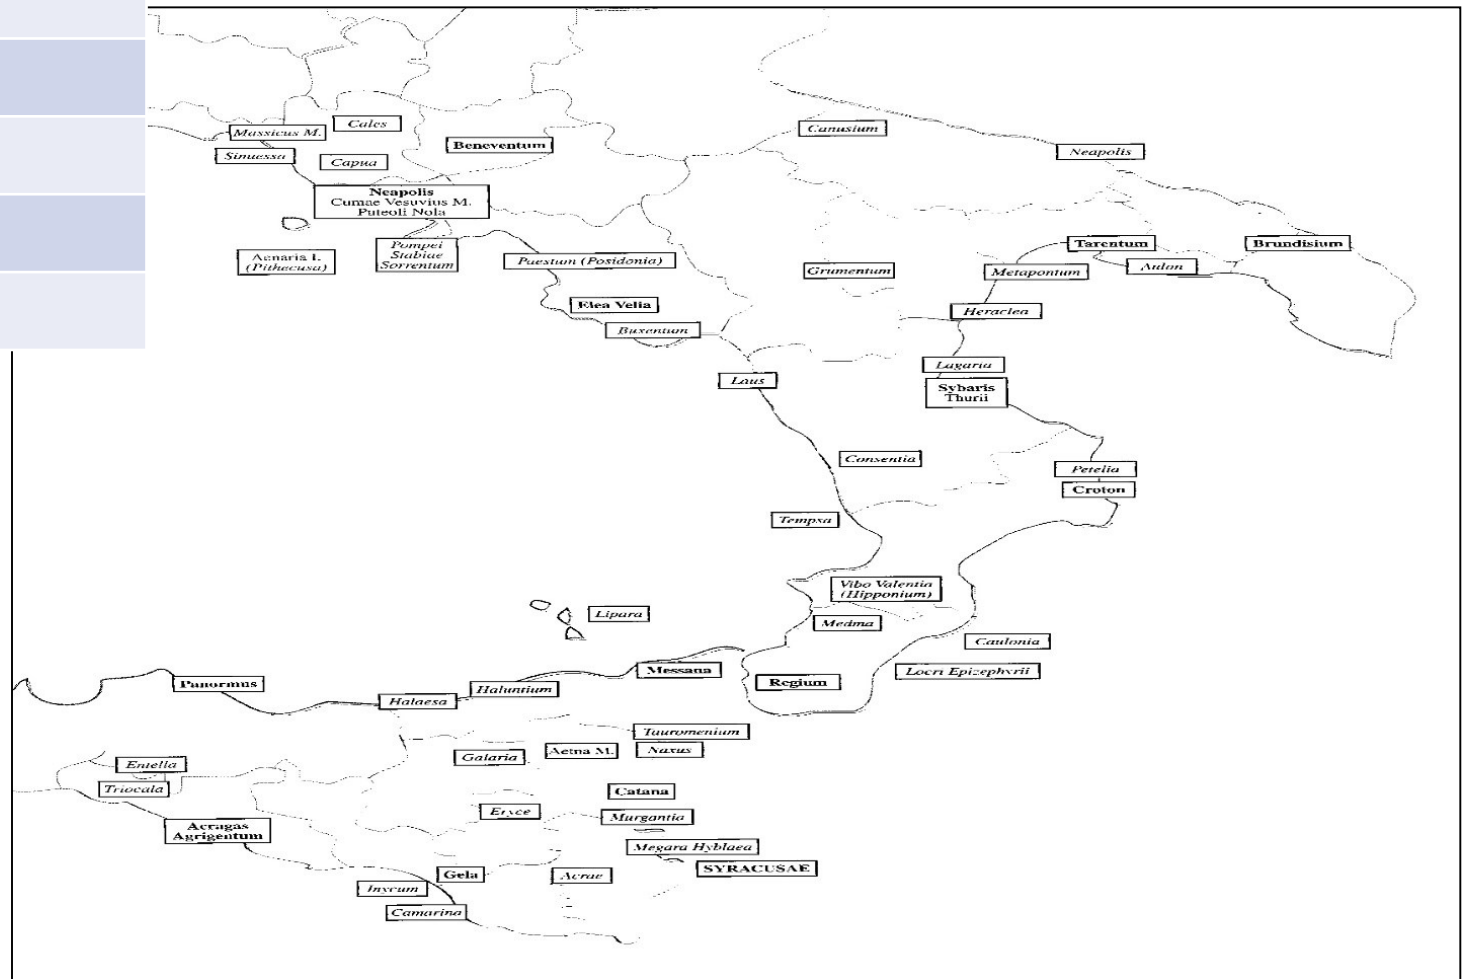 Massicus M.
Cales
Canusium
Beneventum
Neapolis
Sinuessa
Capua
Neapolis
Cumae Vesuvius M.
Puteoli Nola
Pompei
Stabiae
Sorrentum
Aenaria I.
(Pithecusa)
Paestum (Posidonia)
Grumentum
Tarentum
Brundisium
Metapontum
Aulon
Elea Velia
Heraclea
Buxentum
Lagaria
Laus
Sybaris
Thurii
Consentia
Petelia
Croton
Tempsa
Vibo Valentia
(Hipponium)
Lipara
Medma
Caulonia
Messana
Locri Epizephyrii
Panormus
Haluntium
Regium
Halaesa
Tauromenium
Galaria
Aetna M.
Naxus
Entella
Triocala
Catana
Eryce
Murgantia
Acragas
Agrigentum
Megara Hyblaea
SYRACUSAE
Gela
Acrae
Inycum
Camarina